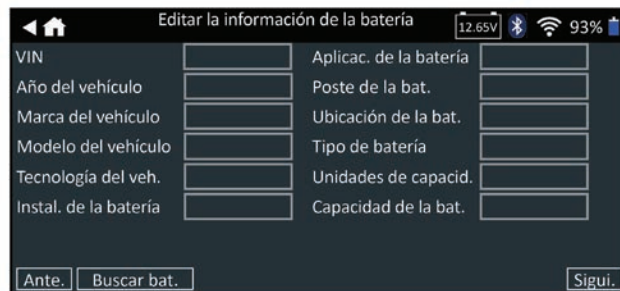 Editar la información de la batería 12.65V 93%
VIN
Año del vehículo
Marca del vehículo
Modelo del vehículo
Tecnología del veh.
Instal. de la batería
Aplicac. de la batería
Poste de la bat.
Ubicación de la bat.
Tipo de batería
Unidades de capacid.
Capacidad de la bat.
Ante. Buscar bat. Sigui.